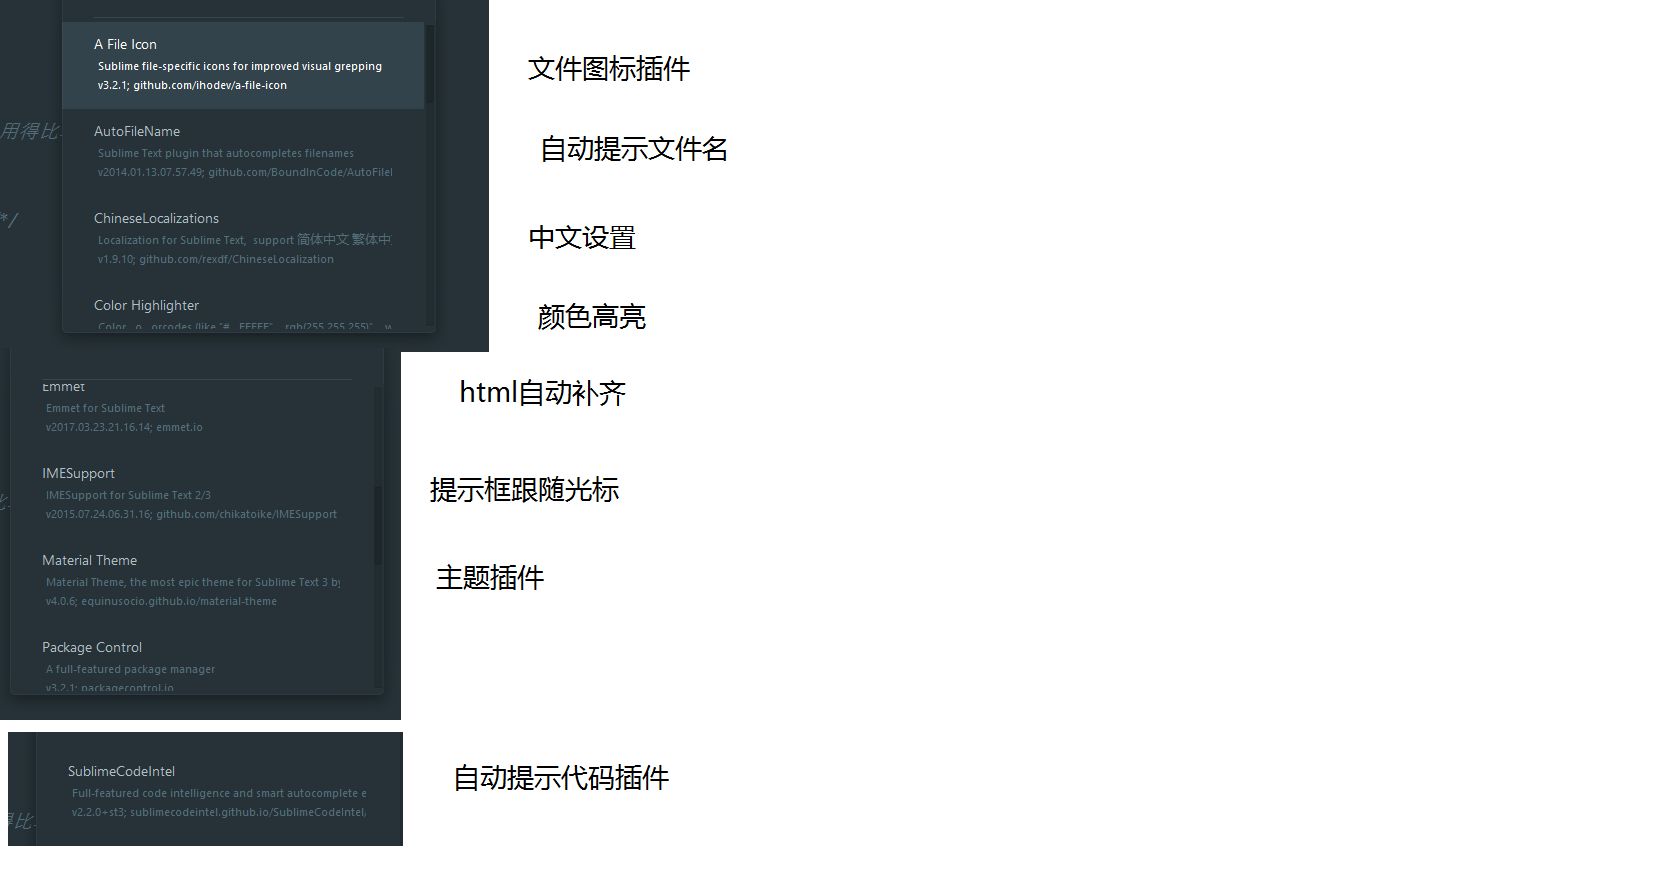 A File Icon
Sublime file-specific icons for improved visual grepping
v3.2.1; github.com/ihodev/a-file-icon
文件图标插件
用得比
AutoFileName
Sublime Text plugin that autocompletes filenames
v2014.01.13.07.57.49; github.com/BoundInCode/AutoFile
自动提示文件名
*/
ChineseLocalizations
Localization for Sublime Text, support 简体中文 繁体中
v1.9.10; github.com/rexdf/ChineseLocalization
中文设置
Color Highlighter
颜色高亮
Emmet
Emmet for Sublime Text
v2017.03.23.21.16.14; emmet.io
html自动补齐
IMESupport
IMESupport for Sublime Text 2/3
v2015.07.24.06.31.16; github.com/chikatoike/IMESupport
提示框跟随光标
比
Material Theme
Material Theme, the most epic theme for Sublime Text 3 by
v4.0.6; equinusocio.github.io/material-theme
主题插件
Package Control
A full-featured package manager
v3.2.1; packagecontrol.io
SublimeCodeIntel
Full-featured code intelligence and smart autocomplete e
v2.2.0+st3; sublimecodeintel.github.io/SublimeCodeIntel/
自动提示代码插件
得比